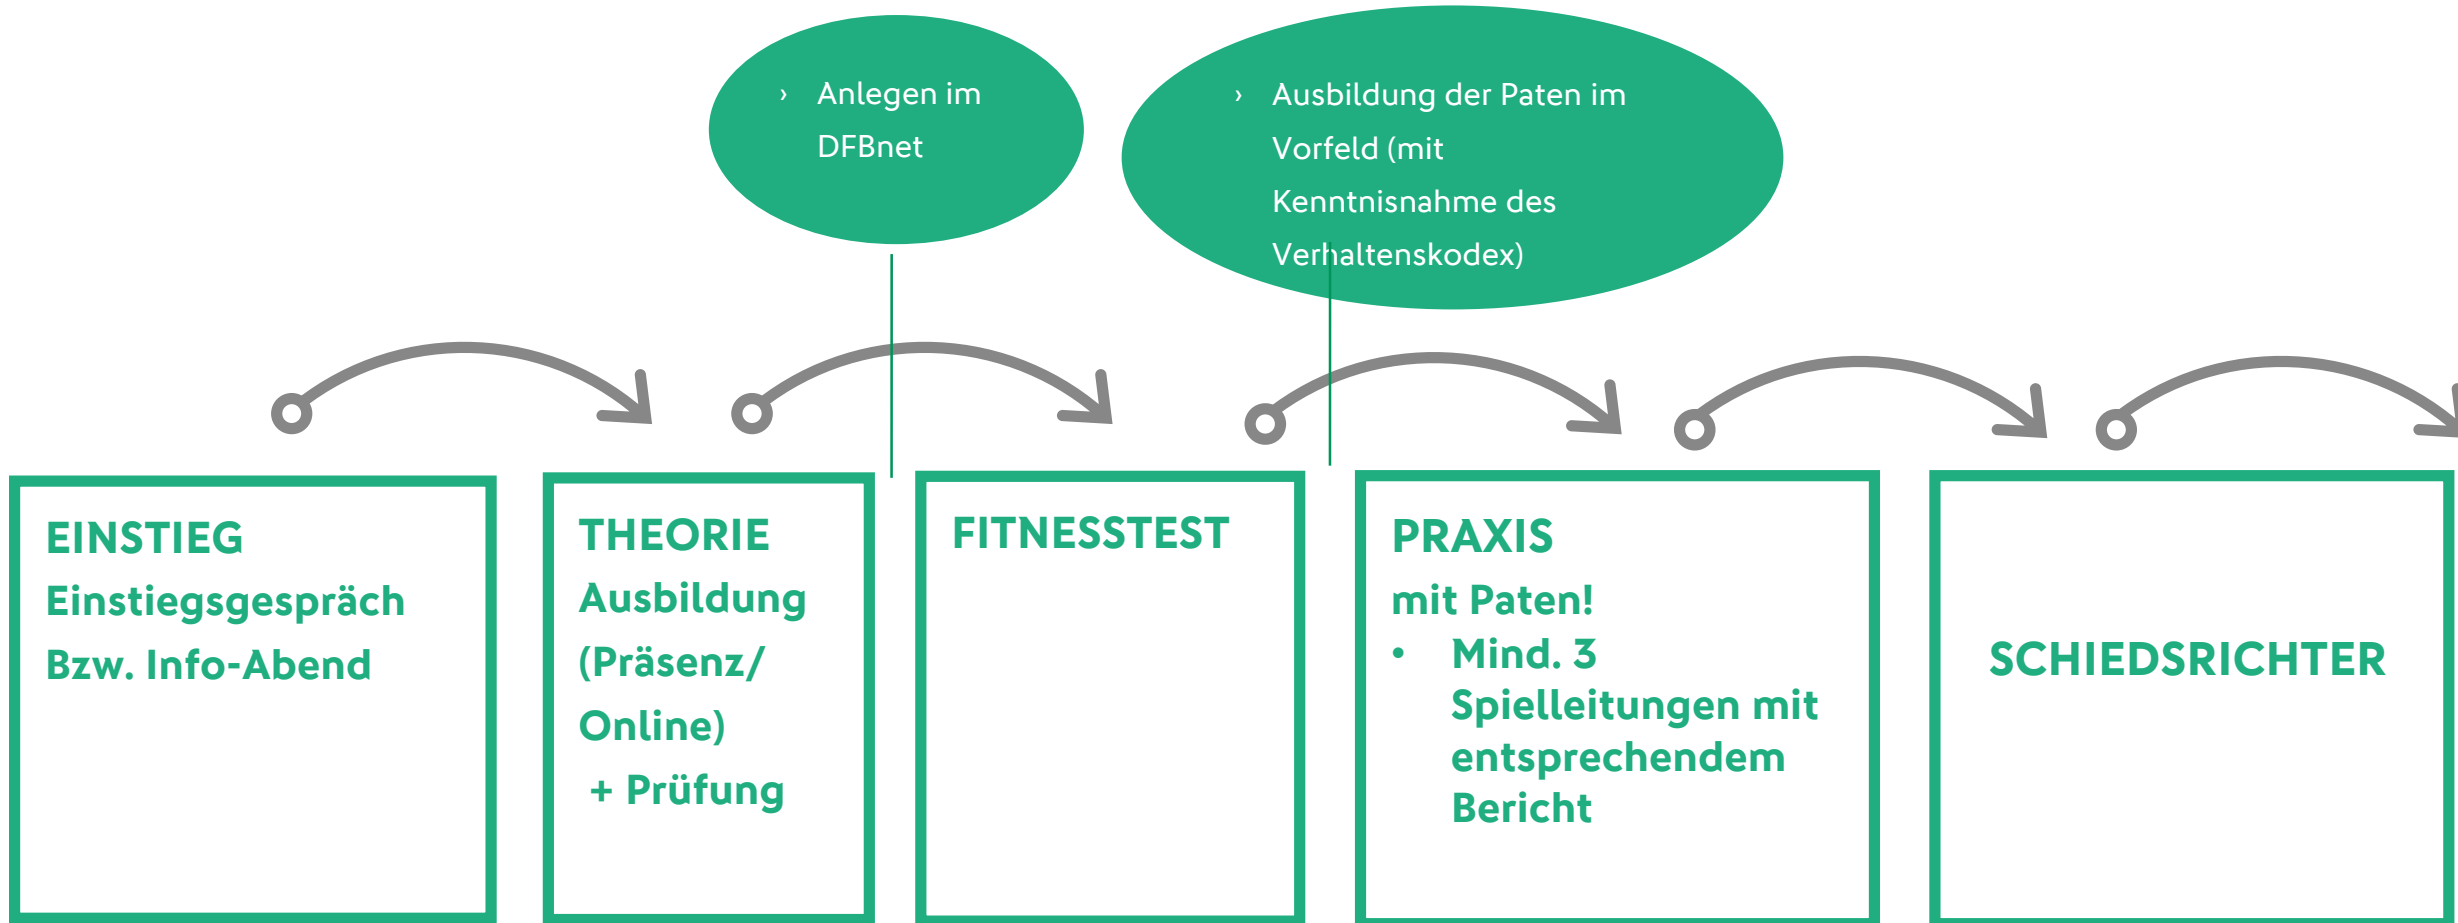 › Anlegen im
DFBnet
› Ausbildung der Paten im
Vorfeld (mit
Kenntnisnahme des
Verhaltenskodex)
EINSTIEG
Einstiegsgespräch
Bzw. Info-Abend
THEORIE
Ausbildung
(Präsenz/
Online)
+ Prüfung
FITNESSTEST
PRAXIS
mit Paten!
• Mind. 3
Spielleitungen mit
entsprechendem
Bericht
SCHIEDSRICHTER